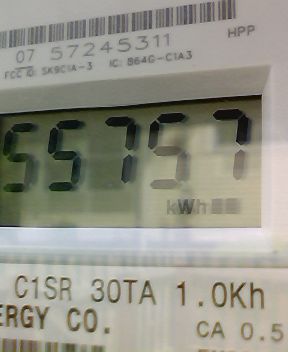 HPP
07 57245311
FCC ID: SK9C1A-3 IC: 864G-C1A3
55757
kWh
C1SR 30TA 1.0Kh
ERGY CO.
CA 0.5